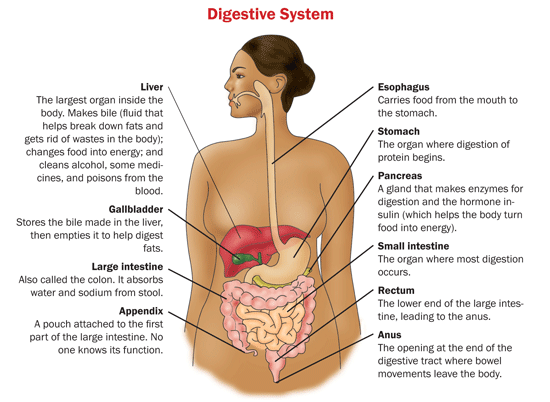 Digestive System
Liver
The largest organ inside the
body. Makes bile (fluid that
helps break down fats and
gets rid of wastes in the body);
changes food into energy; and
cleans alcohol, some medi-
cines, and poisons from the
blood.
Gallbladder
Stores the bile made in the liver,
then empties it to help digest
fats.
Large intestine
Also called the colon. It absorbs
water and sodium from stool.
Appendix
A pouch attached to the first
part of the large intestine. No
one knows its function.
Esophagus
Carries food from the mouth to
the stomach.
Stomach
The organ where digestion of
protein begins.
Pancreas
A gland that makes enzymes for
digestion and the hormone in-
sulin (which helps the body turn
food into energy).
Small intestine
The organ where most digestion
occurs.
Rectum
The lower end of the large intes-
tine, leading to the anus.
Anus
The opening at the end of the
digestive tract where bowel
movements leave the body.